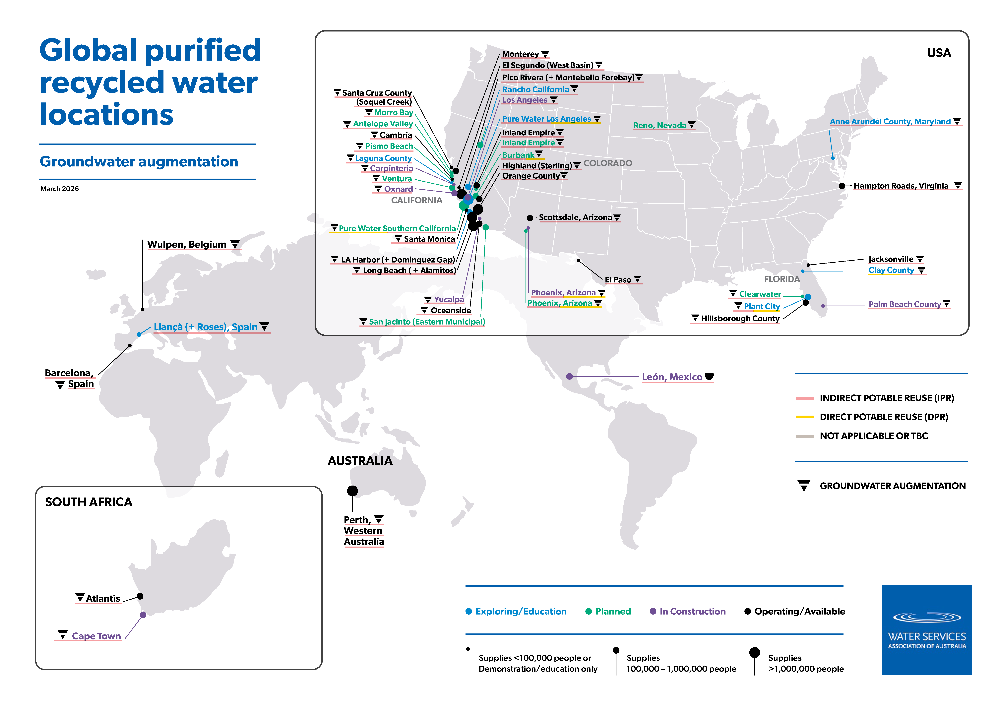 Global purified
recycled water
locations
Groundwater augmentation
March 2026
USA
Monterey
El Segundo (West Basin)
Pico Rivera (+ Montebello Forebay)
Rancho California
Los Angeles
Pure Water Los Angeles
Reno, Nevada
Inland Empire
Inland Empire
Burbank
Highland (Sterling)
Orange County
COLORADO
Santa Cruz County
(Soquel Creek)
Morro Bay
Antelope Valley
Cambria
Pismo Beach
Laguna County
Carpinteria
Ventura
Oxnard
CALIFORNIA
Pure Water Southern California
Santa Monica
LA Harbor (+ Dominguez Gap)
Long Beach ( + Alamitos)
Yucaipa
Oceanside
San Jacinto (Eastern Municipal)
Scottsdale, Arizona
Phoenix, Arizona
Phoenix, Arizona
El Paso
Anne Arundel County, Maryland
Hampton Roads, Virginia
Jacksonville
Clay County
FLORIDA
Clearwater
Plant City
Hillsborough County
Palm Beach County
Wulpen, Belgium
Llançà (+ Roses), Spain
Barcelona,
Spain
León, Mexico
INDIRECT POTABLE REUSE (IPR)
DIRECT POTABLE REUSE (DPR)
NOT APPLICABLE OR TBC
GROUNDWATER AUGMENTATION
AUSTRALIA
Perth,
Western
Australia
SOUTH AFRICA
Atlantis
Cape Town
Exploring/Education
Planned
In Construction
Operating/Available
Supplies <100,000 people or
Demonstration/education only
Supplies
100,000 – 1,000,000 people
Supplies
>1,000,000 people
WATER SERVICES
ASSOCIATION OF AUSTRALIA